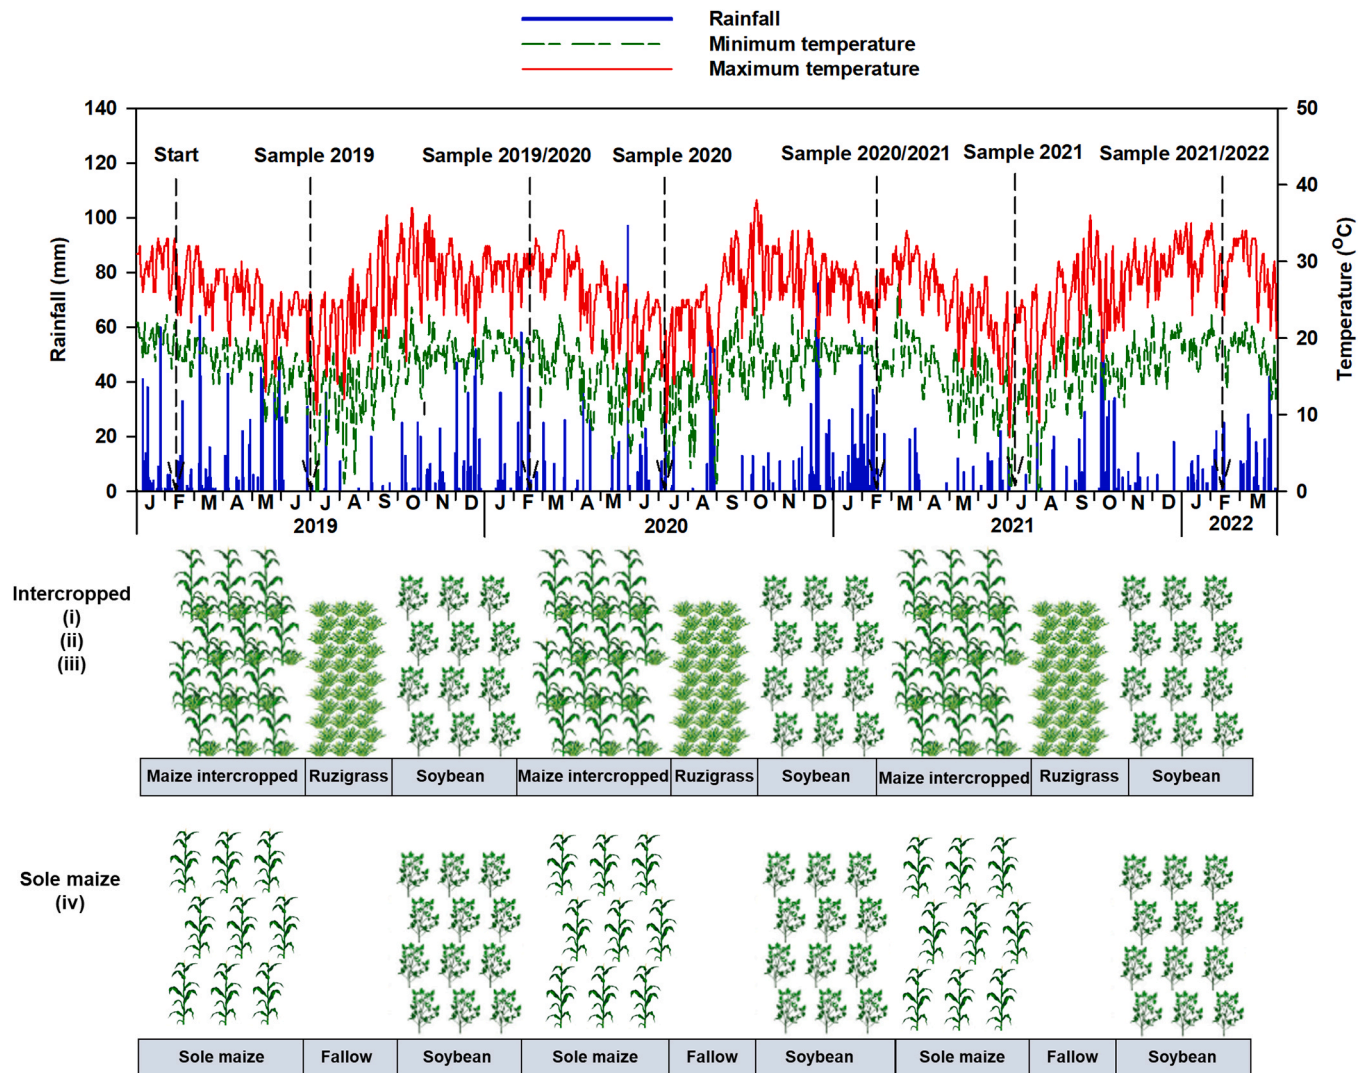 Rainfall
Minimum temperature
Maximum temperature
140 50
120
100 40
80 30
60 20
40
20 10
0 0
Rainfall (mm)
Temperature (ºC)
Start Sample 2019 Sample 2019/2020 Sample 2020 Sample 2020/2021 Sample 2021 Sample 2021/2022
J F M A M J J A S O N D J F M A M J J A S O N D J F M A M J J A S O N D J F M
2019 2020 2021 2022
Intercropped
(i)
(ii)
(iii)
Maize intercropped Ruzigrass Soybean Maize intercropped Ruzigrass Soybean Maize intercropped Ruzigrass Soybean
Sole maize
(iv)
Sole maize Fallow Soybean Sole maize Fallow Soybean Sole maize Fallow Soybean